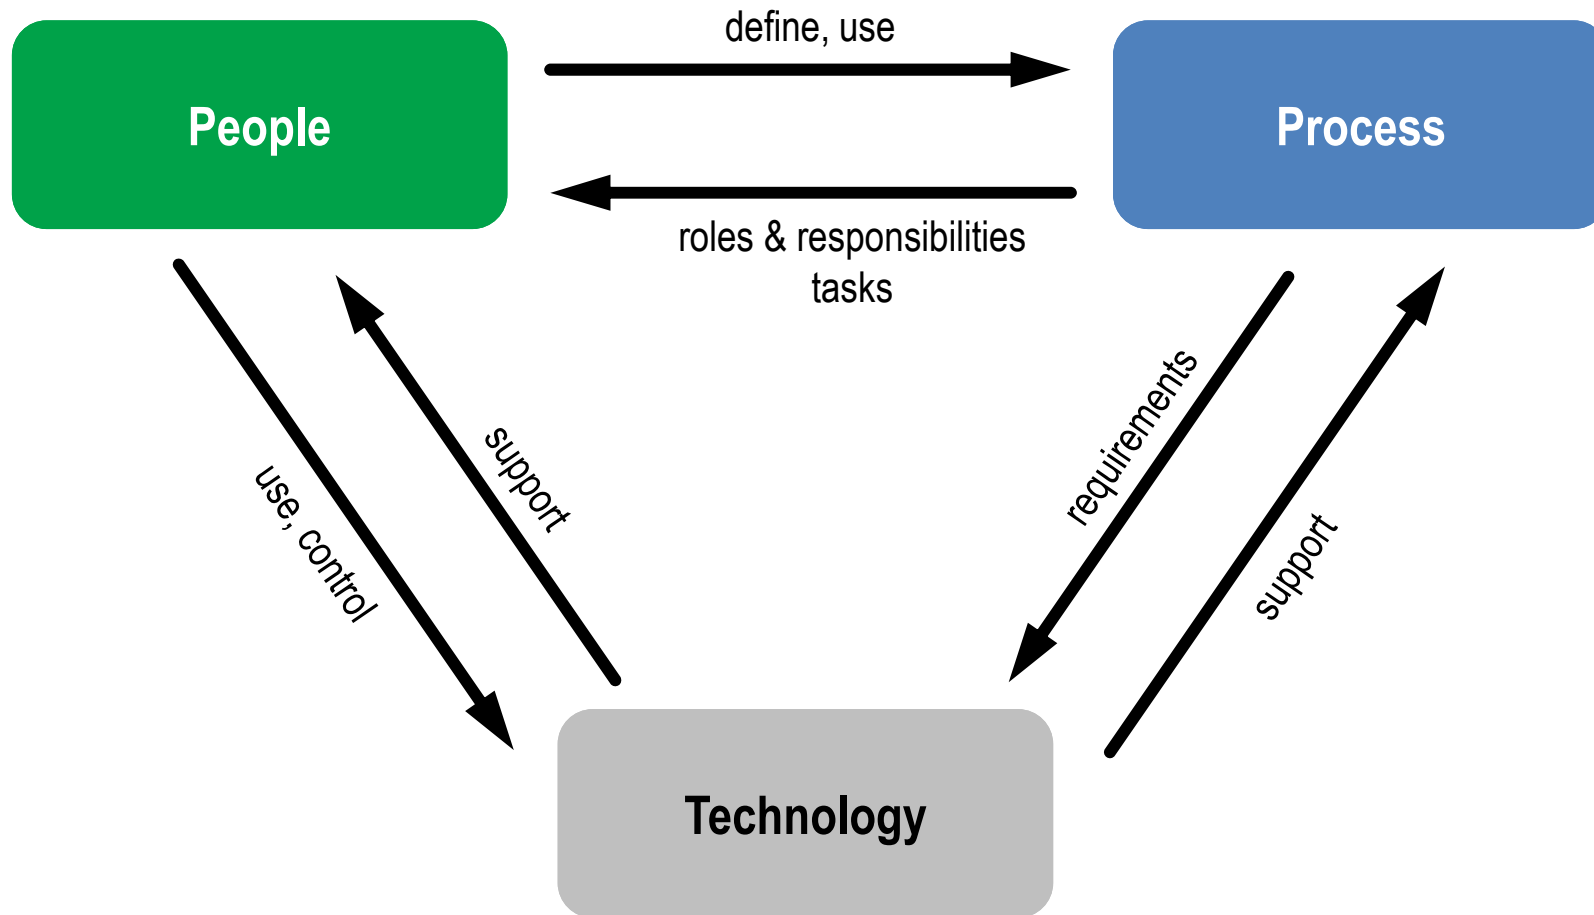 define, use
People
Process
roles & responsibilities
tasks
support
requirements
use, control
support
Technology